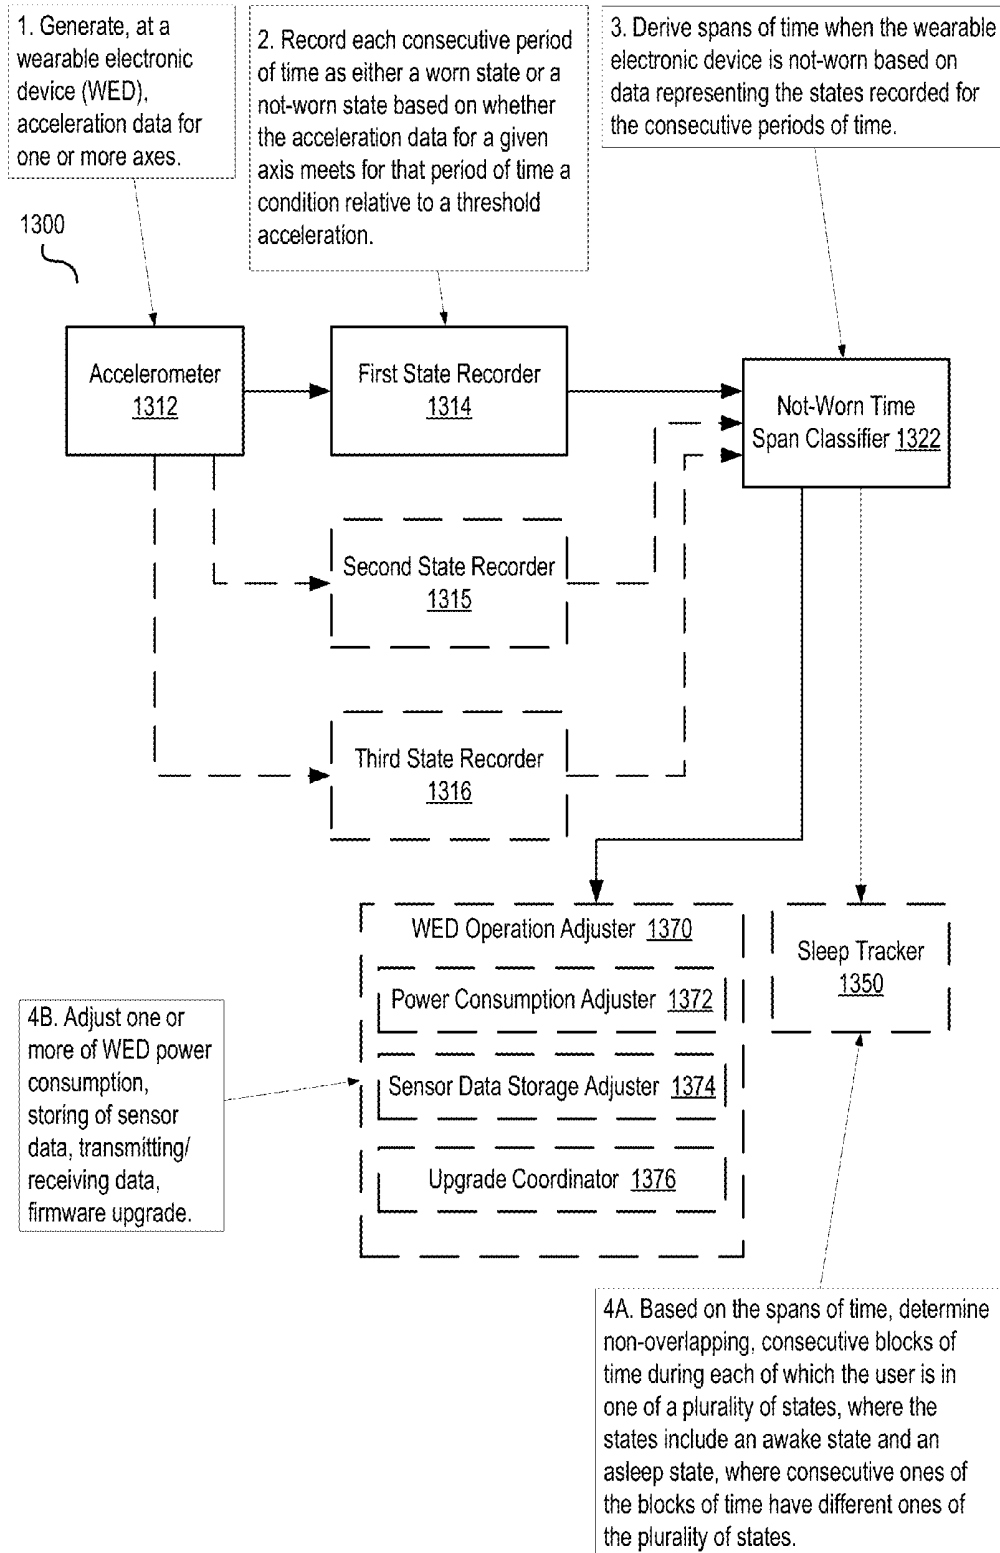 1. Generate, at a
wearable electronic
device (WED),
acceleration data for
one or more axes.
2. Record each consecutive period
of time as either a worn state or a
not-worn state based on whether
the acceleration data for a given
axis meets for that period of time a
condition relative to a threshold
acceleration.
3. Derive spans of time when the wearable
electronic device is not-worn based on
data representing the states recorded for
the consecutive periods of time.
1300
Accelerometer
1312
First State Recorder
1314
Not-Worn Time
Span Classifier 1322
Second State Recorder
1315
Third State Recorder
1316
WED Operation Adjuster 1370
Power Consumption Adjuster 1372
Sensor Data Storage Adjuster 1374
Upgrade Coordinator 1376
Sleep Tracker
1350
4B. Adjust one or
more of WED power
consumption,
storing of sensor
data, transmitting/
receiving data,
firmware upgrade.
4A. Based on the spans of time, determine
non-overlapping, consecutive blocks of
time during each of which the user is in
one of a plurality of states, where the
states include an awake state and an
asleep state, where consecutive ones of
the blocks of time have different ones of
the plurality of states.